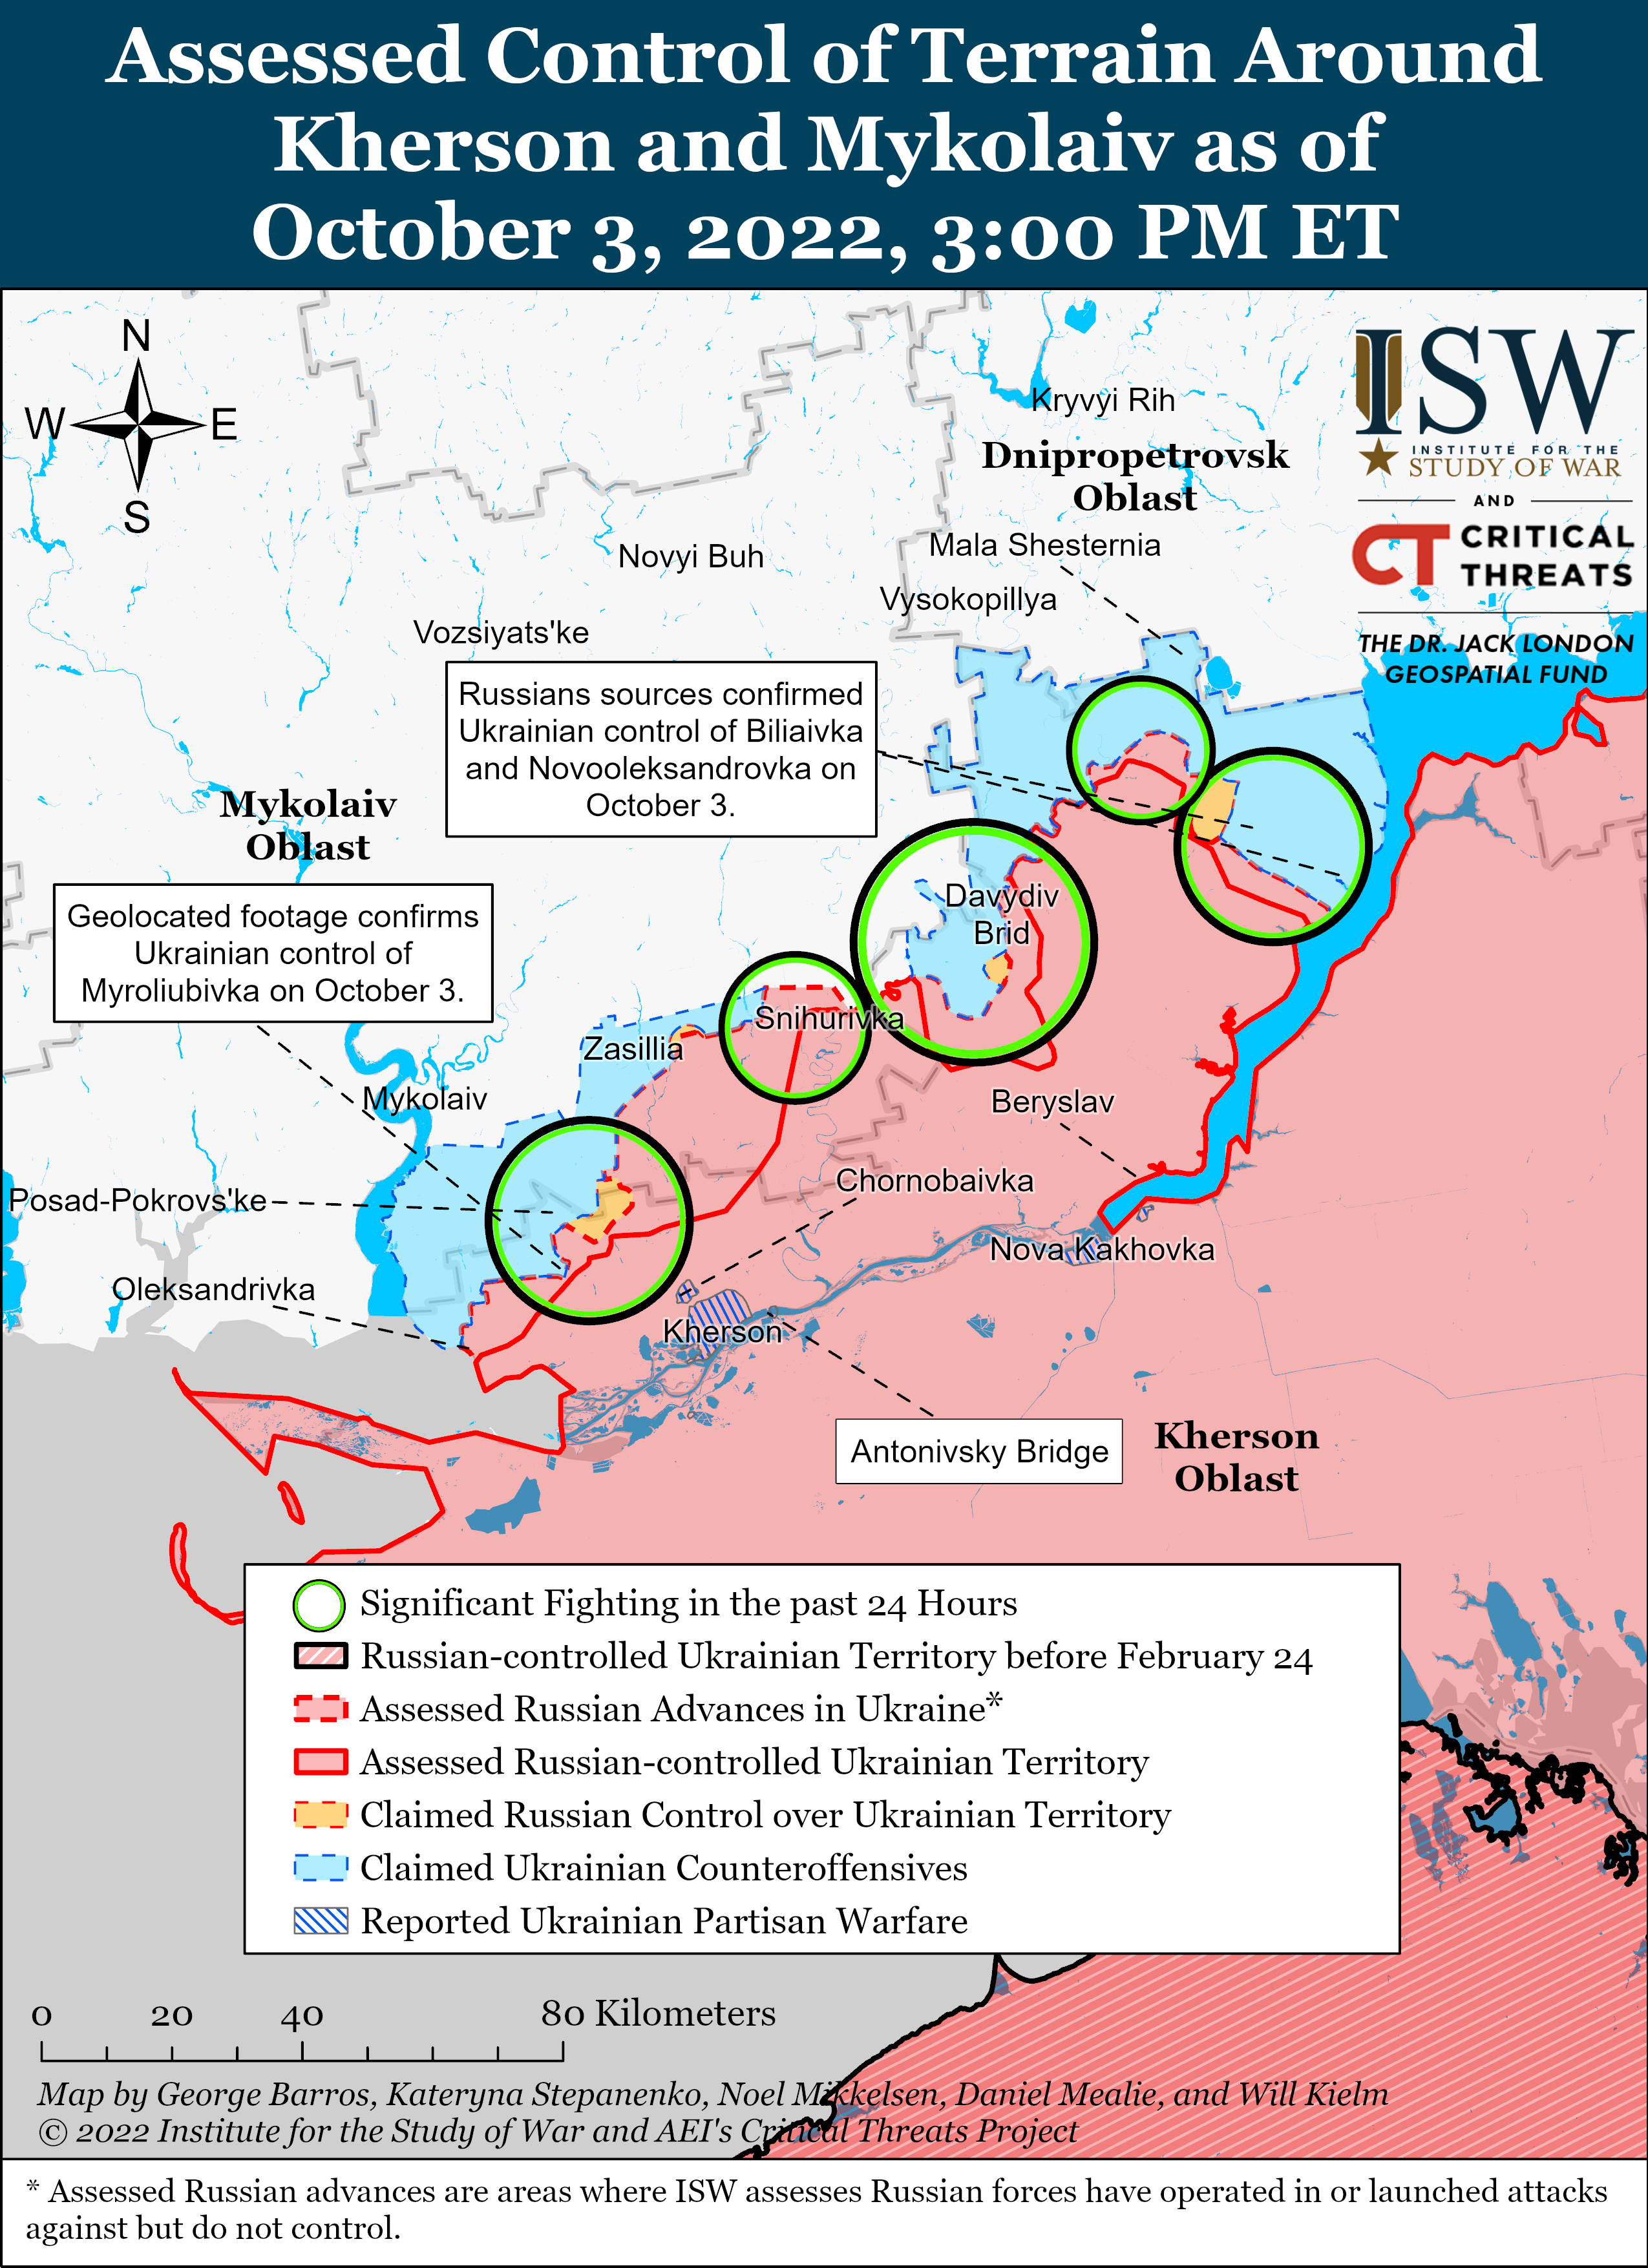 Assessed Control of Terrain Around
Kherson and Mykolaiv as of
October 3, 2022, 3:00 PM ET
N
W
E
S
ISW
INSTITUTE FOR THE
STUDY OF WAR
AND
CT CRITICAL
THREATS
THE DR. JACK LONDON
GEOSPATIAL FUND
Kryvyi Rih
Dnipropetrovsk
Oblast
Mala Shesternia
Novyi Buh
Vysokopillya
Vozsiyats'ke
Russians sources confirmed
Ukrainian control of Biliaivka
and Novooleksandrovka on
October 3.
Mykolaiv
Oblast
Geolocated footage confirms
Ukrainian control of
Myroliubivka on October 3.
Davydiv
Brid
Snihurivka
Zasillia
Mykolaiv
Beryslav
Chornobaivka
Posad-Pokrovs'ke
Nova Kakhovka
Oleksandrivka
Kherson
Antonivsky Bridge
Kherson
Oblast
Significant Fighting in the past 24 Hours
Russian-controlled Ukrainian Territory before February 24
Assessed Russian Advances in Ukraine*
Assessed Russian-controlled Ukrainian Territory
Claimed Russian Control over Ukrainian Territory
Claimed Ukrainian Counteroffensives
Reported Ukrainian Partisan Warfare
0 20 40 80 Kilometers
Map by George Barros, Kateryna Stepanenko, Noel Mikkelsen, Daniel Mealie, and Will Kielm
© 2022 Institute for the Study of War and AEI's Critical Threats Project
* Assessed Russian advances are areas where ISW assesses Russian forces have operated in or launched attacks
against but do not control.